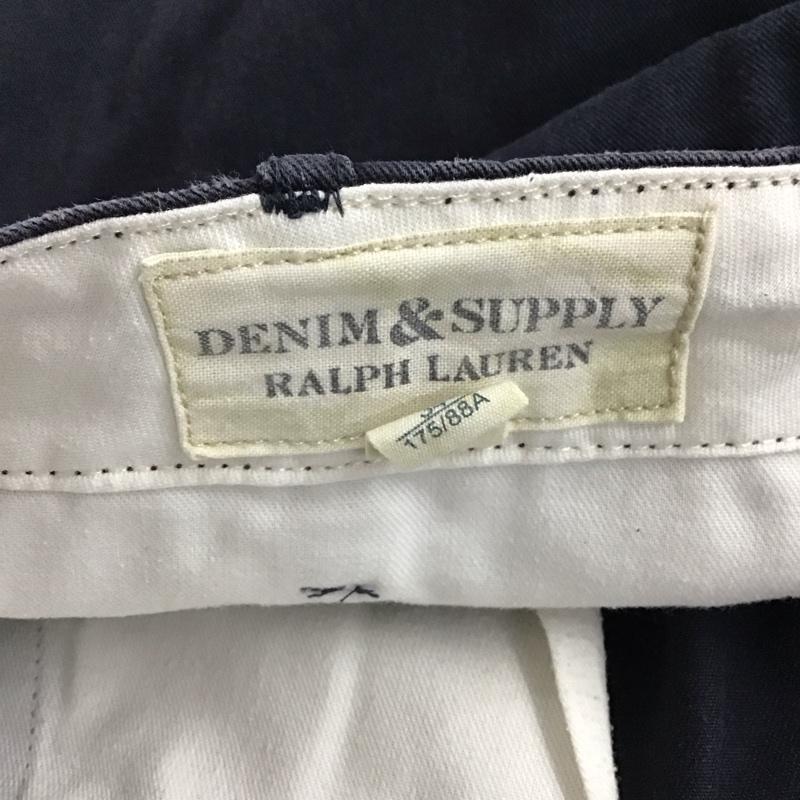 DENIM & SUPPLY
RALPH LAUREN
175/88A